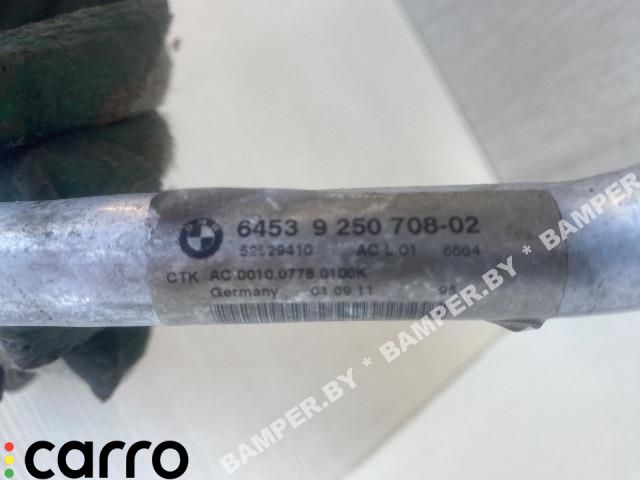 6453 9 250 708-02
52529410 AC L 01 6664
CTK AC.0010.0778.0100K
Germany 01.09.11 95
BAMPER.BY * BAMPER.BY * BAMPER.BY
carro